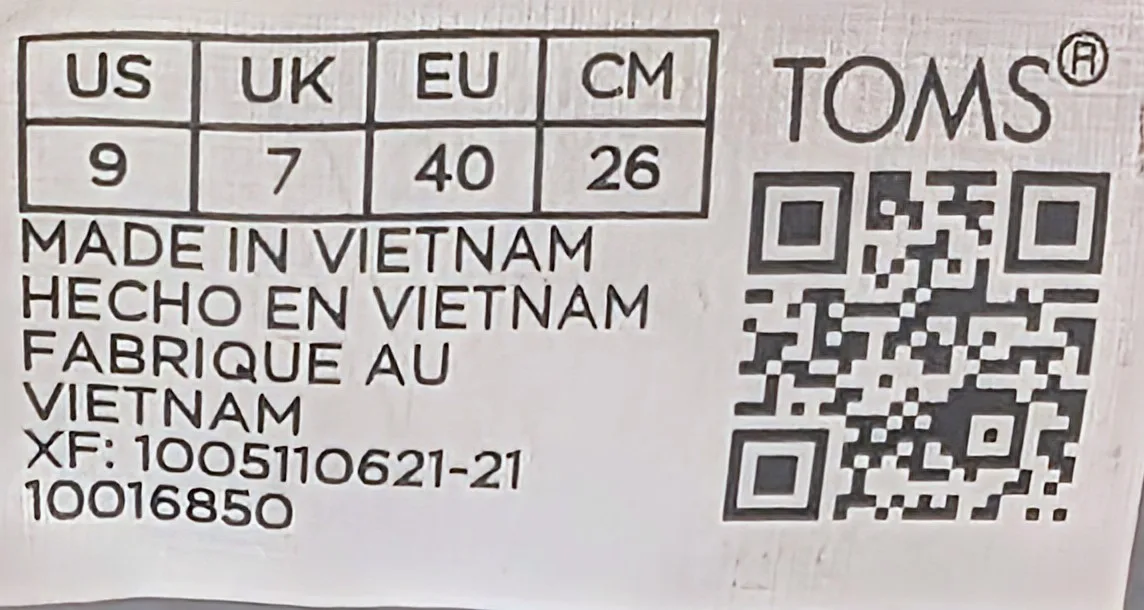 US UK EU CM
9 7 40 26
MADE IN VIETNAM
HECHO EN VIETNAM
FABRIQUE AU
VIETNAM
XF: 1005110621-21
10016850
TOMS®